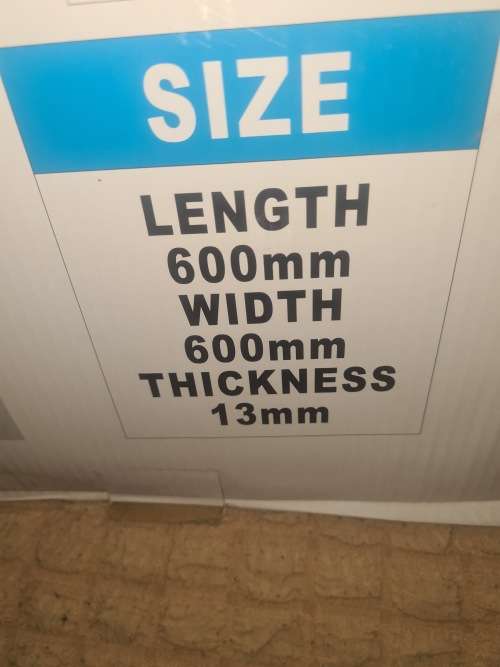 SIZE
LENGTH
600mm
WIDTH
600mm
THICKNESS
13mm